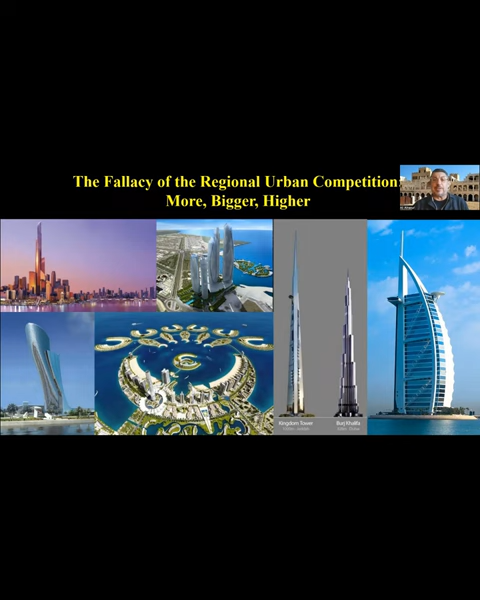 The Fallacy of the Regional Urban Competition:
More, Bigger, Higher
Kingdom Tower
Burj Khalifa